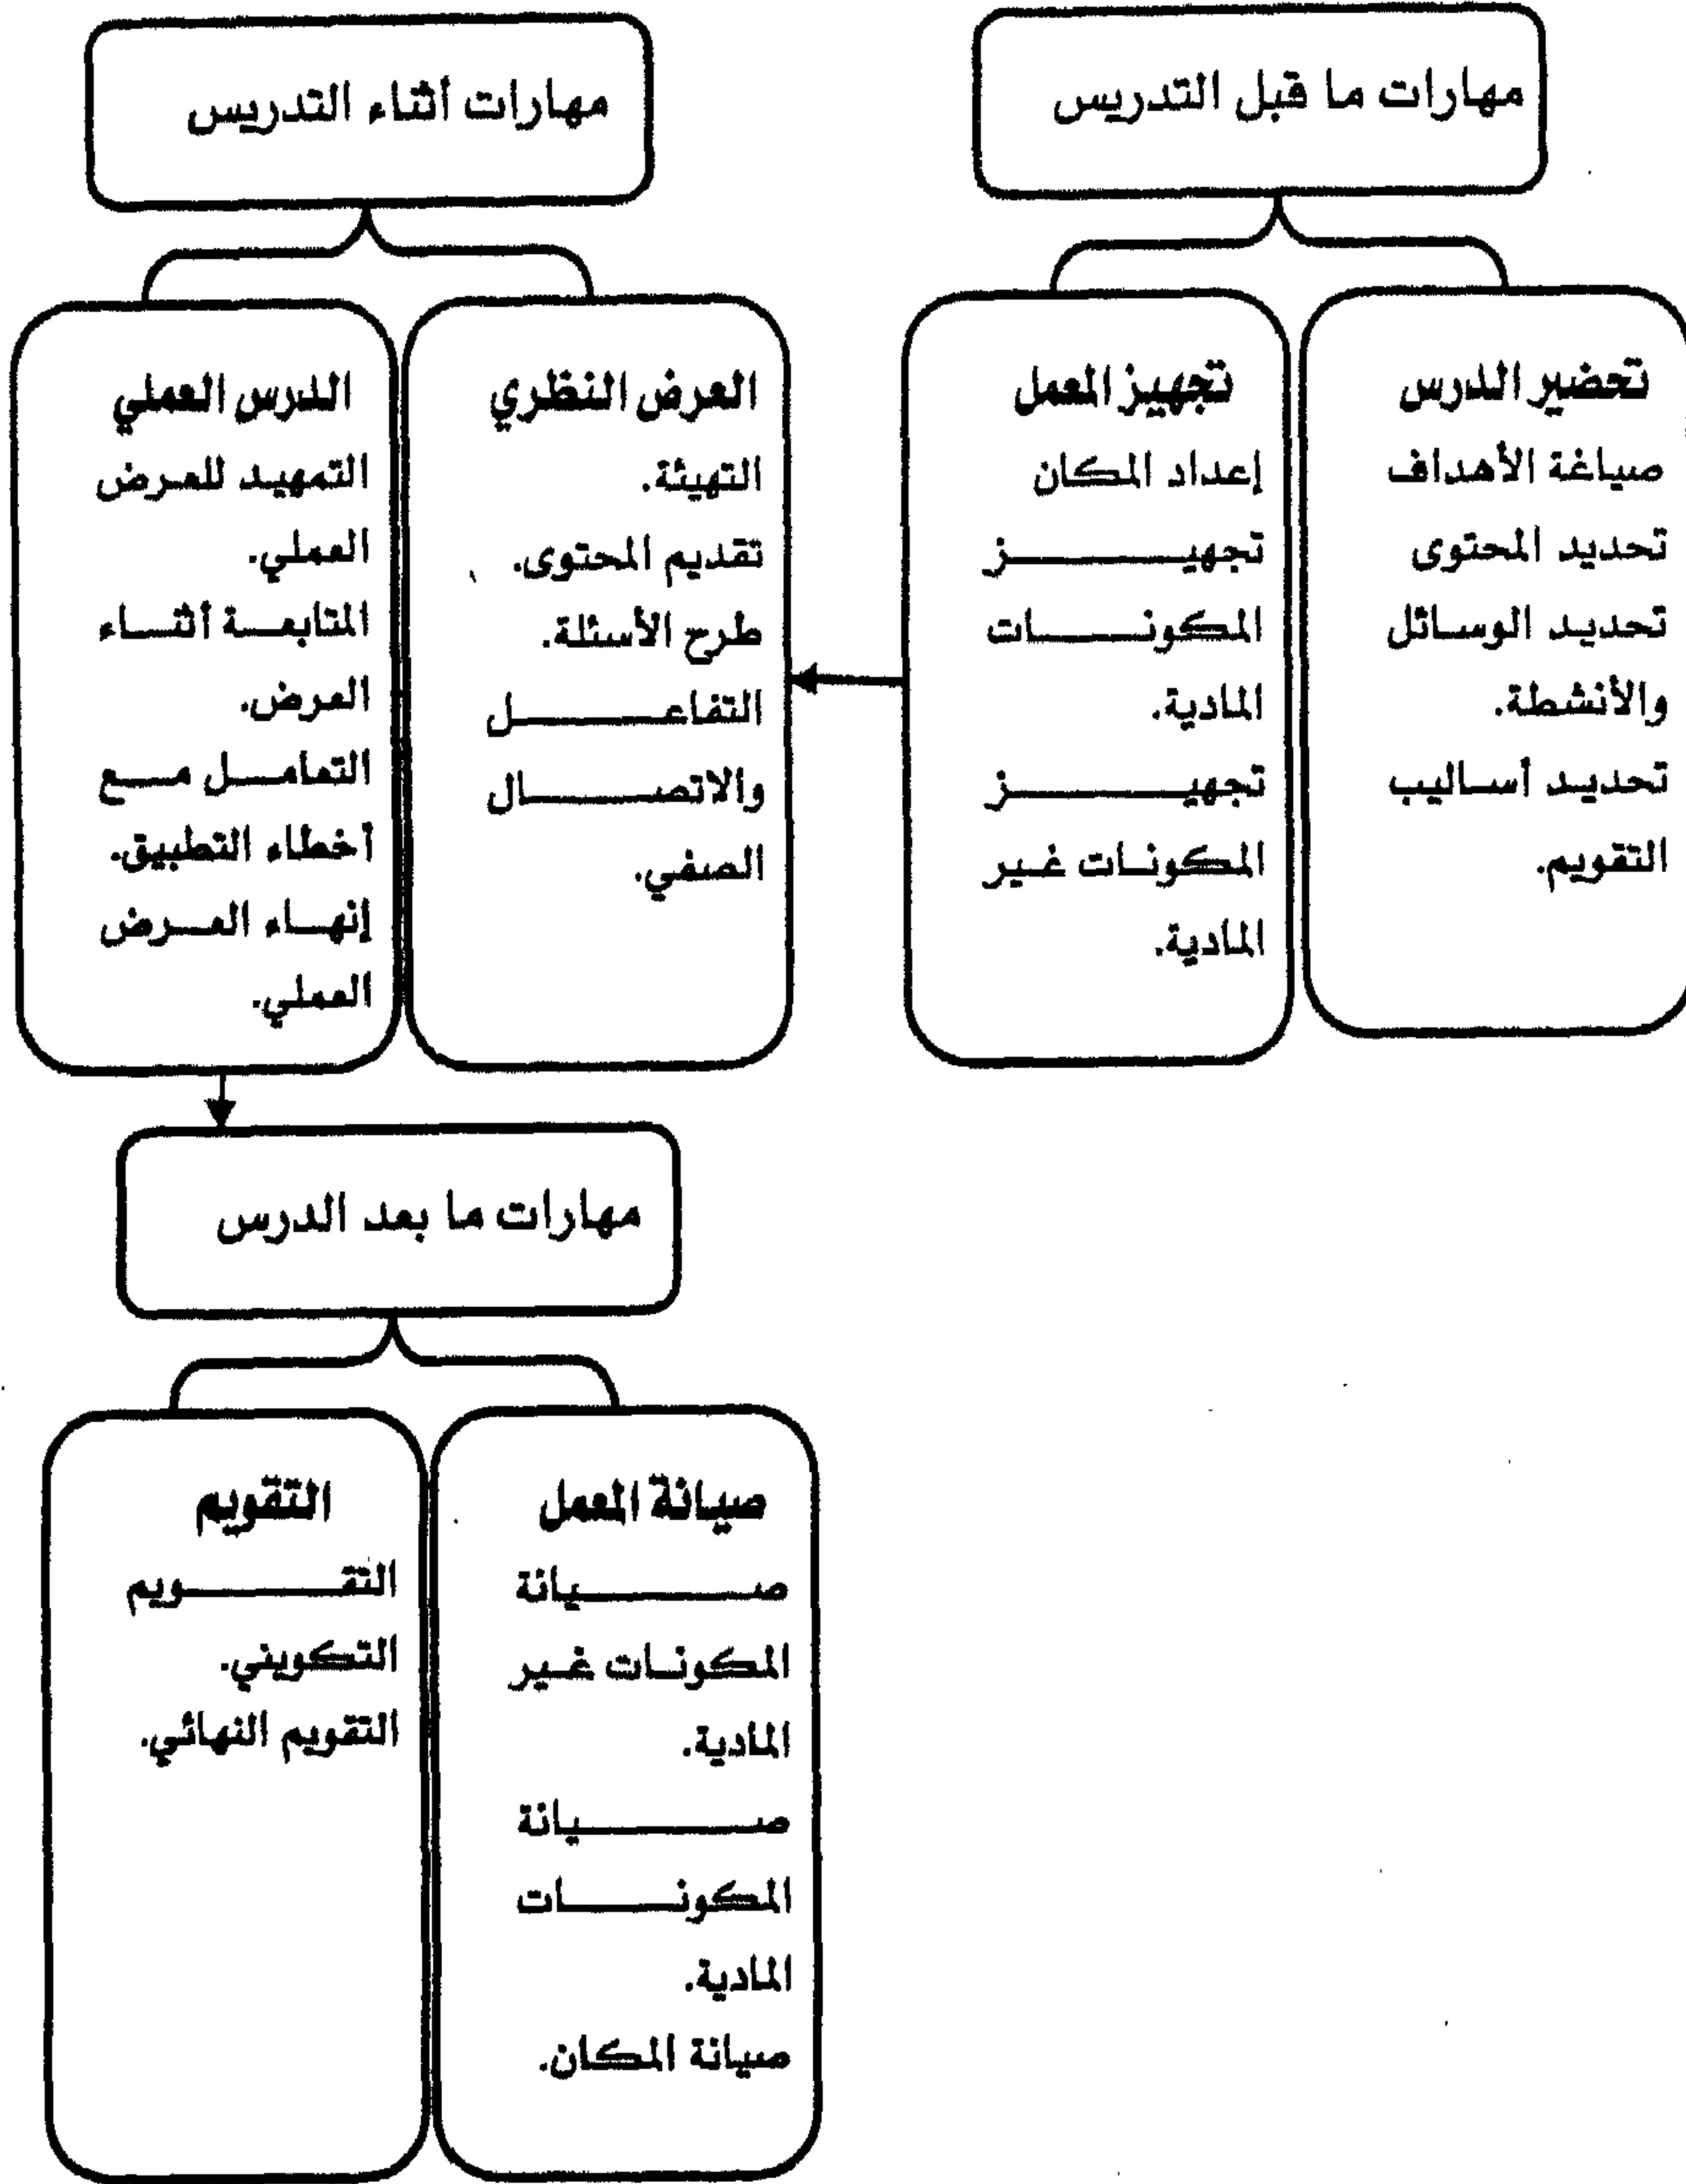 مهارات ما قبل التدريس
تحضير الدرس
صياغة الأهداف
تحديد المحتوى
تحديد الوسائل
والأنشطة.
تحديد أساليب
التقويم.
تجهيز المعمل
إعداد المكان
تجهيز
المكونات
المادية.
تجهيز
المكونات غير
المادية.
مهارات أثناء التدريس
العرض النظري
التهيئة.
تقديم المحتوى.
طرح الأسئلة.
التفاعل
والاتصال
الصفي.
الدرس العملي
التمهيد للعرض
العملي.
المتابعة أثناء
العرض.
التعامل مع
أخطاء التطبيق.
إنهاء العرض
العملي.
مهارات ما بعد الدرس
صيانة المعمل
صيانة
المكونات غير
المادية.
صيانة
المكونات
المادية.
صيانة المكان.
التقويم
التقويم
التكويني.
التقويم النهائي.